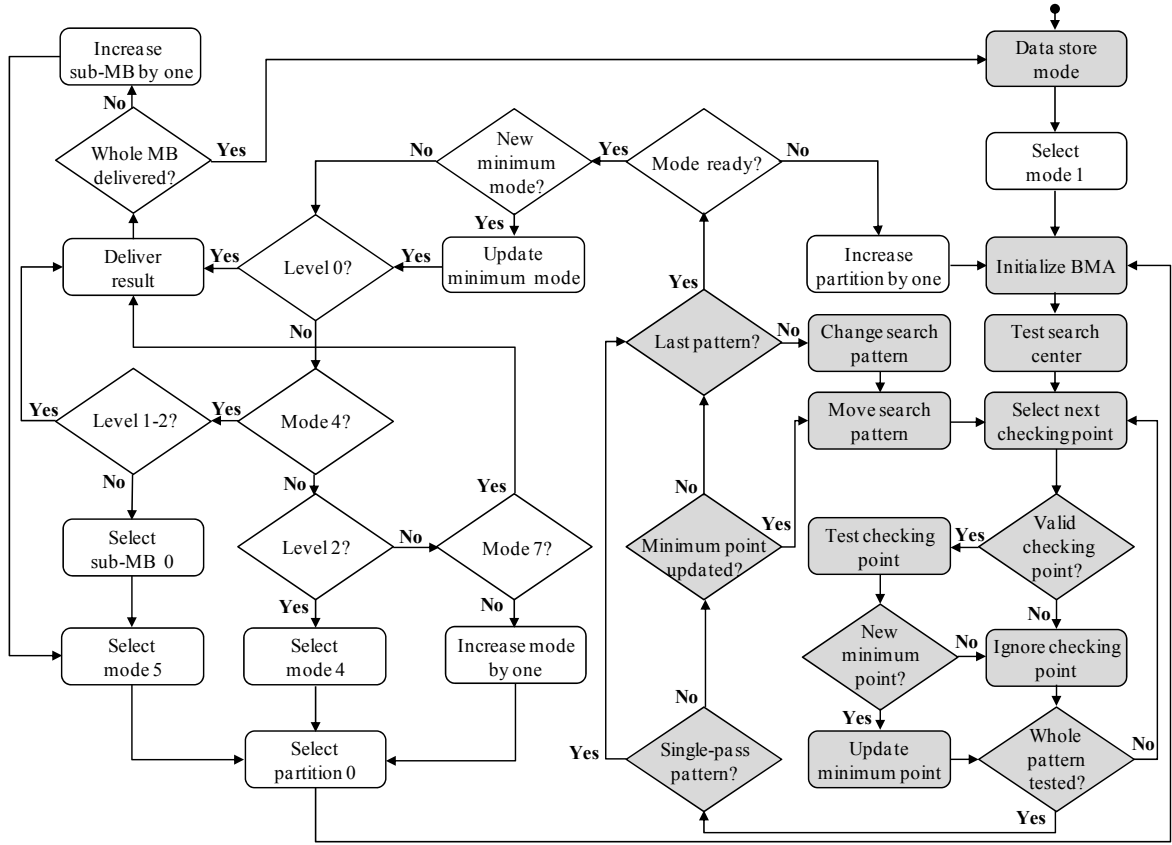 Increase
sub-MB by one
Data store
mode
No
Whole MB
delivered?
Yes
No
New
minimum
mode?
Yes
Mode ready?
No
Select
mode 1
Yes
Deliver
result
Yes
Level 0?
Yes
Update
minimum mode
Increase
partition by one
Initialize BMA
No
Yes
Last pattern?
No
Change search
pattern
Test search
center
Yes
Level 1-2?
Yes
Mode 4?
Move search
pattern
Select next
checking point
No
No
Yes
No
Select
sub-MB 0
Level 2?
No
Mode 7?
Minimum point
updated?
Yes
Test checking
point
Yes
Valid
checking
point?
Yes
No
No
Select
mode 5
Select
mode 4
Increase mode
by one
New
minimum
point?
No
Ignore checking
point
No
Yes
Select
partition 0
Yes
Single-pass
pattern?
Update
minimum point
Whole
pattern
tested?
No
Yes